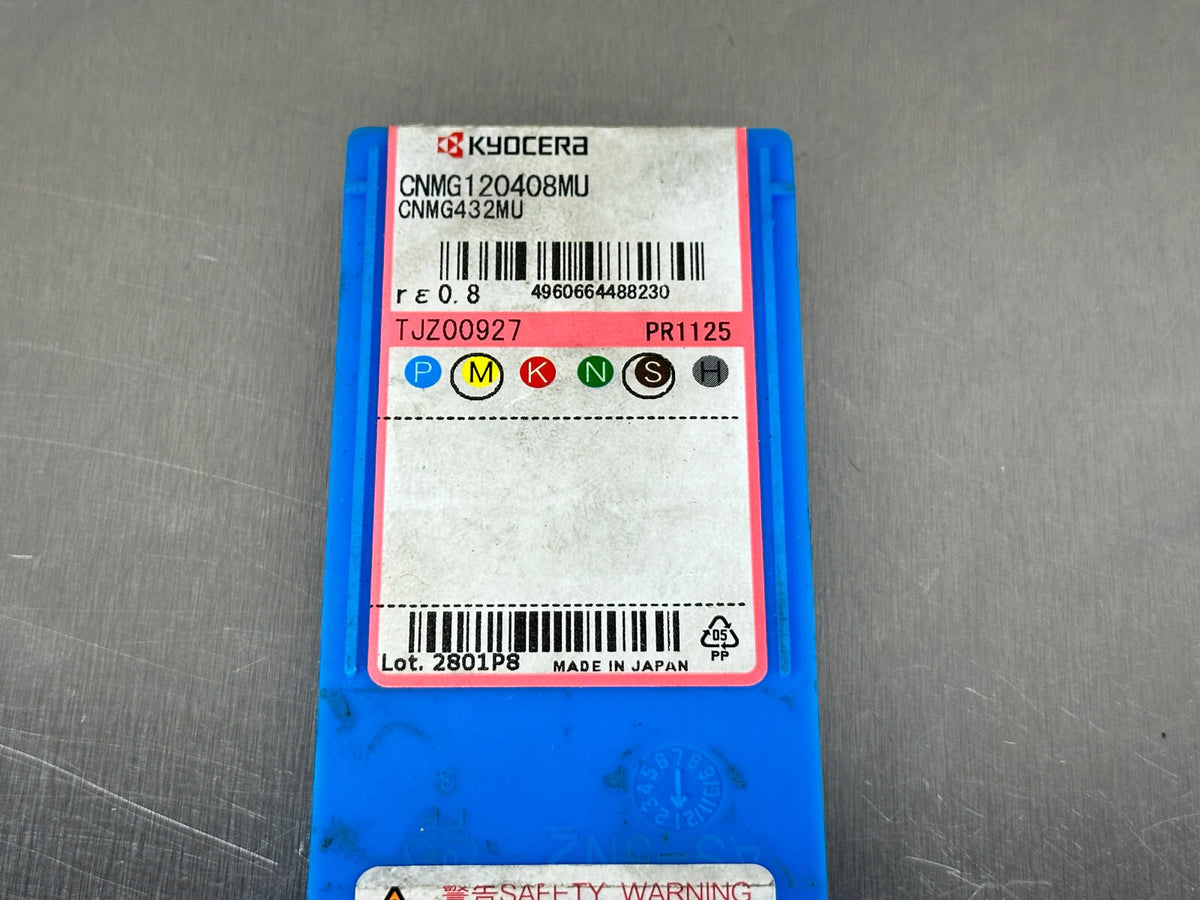 KYOCERA
CNMG120408MU
CNMG432MU
rε0.8 4960664488230
TJZ00927 PR1125
P M K N S H
Lot. 2801P8 MADE IN JAPAN
05
PP
警告SAFETY WARNING